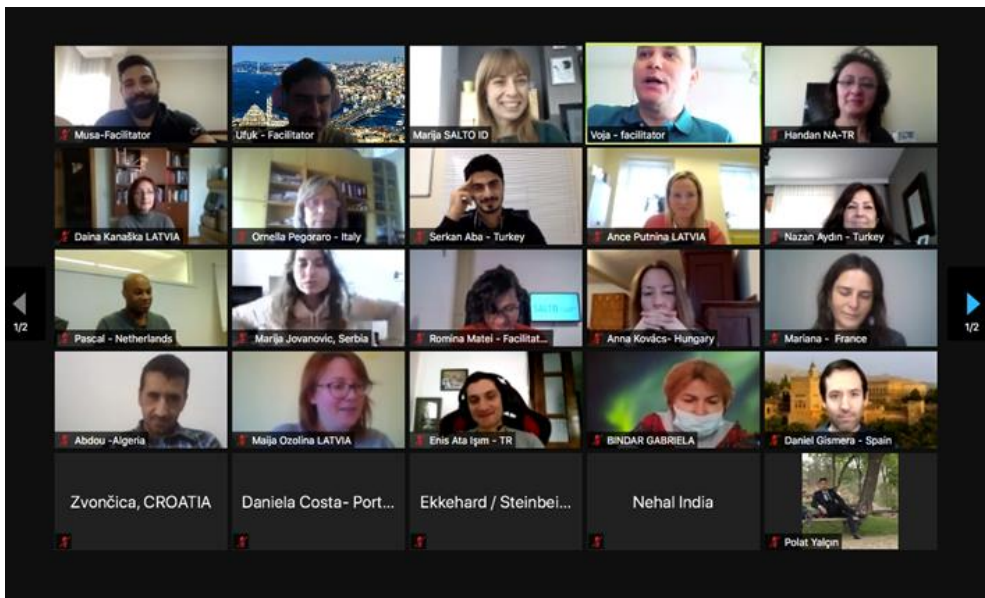 Musa-Facilitator
Ufuk - Facilitator
Marija SALTO ID
Voja - facilitator
Handan NA-TR
Daina Kanaška LATVIA
Ornella Pegoraro - Italy
Serkan Aba - Turkey
Ance Putnina LATVIA
Nazan Aydın - Turkey
1/2
1/2
Pascal - Netherlands
Marija Jovanovic, Serbia
SALTO
Romina Matei - Facilitat...
Anna Kovács- Hungary
Mariana - France
Abdou -Algeria
Maija Ozolina LATVIA
Enis Ata Işım - TR
BINDAR GABRIELA
Daniel Gismera - Spain
Zvončica, CROATIA
Daniela Costa- Port...
Ekkehard / Steinbei...
Nehal India
Polat Yalçın